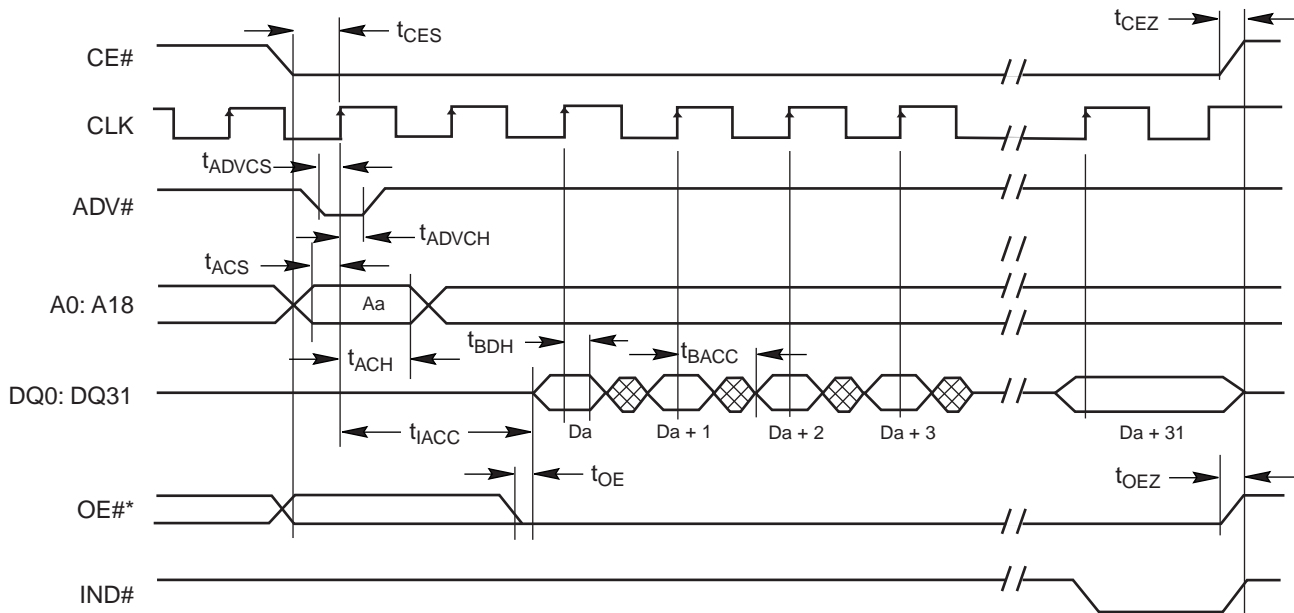 tCES
tCEZ
CE#
CLK
tADVCS
ADV#
tADVCH
tACS
A0: A18
Aa
tBDH
tBACC
tACH
DQ0: DQ31
Da
Da + 1
Da + 2
Da + 3
Da + 31
tIACC
tOE
tOEZ
OE#*
IND#